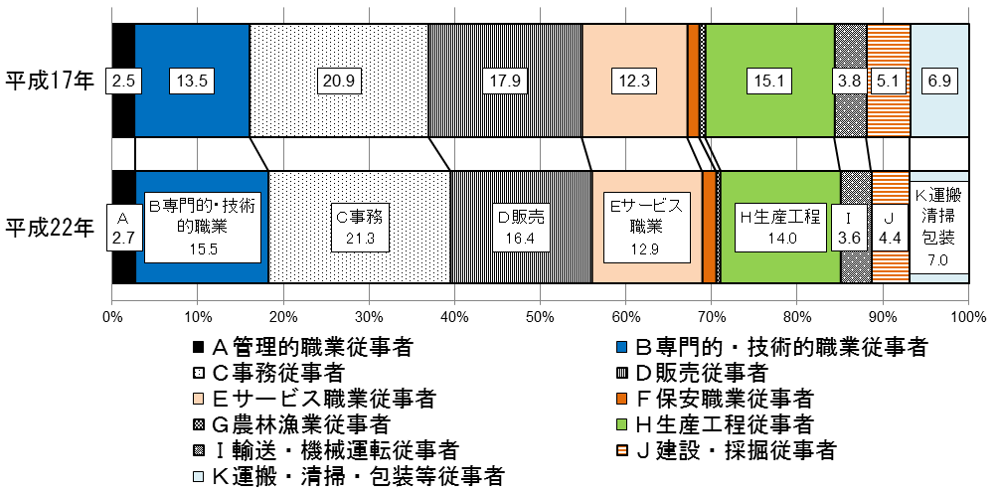 平成17年
2.5
13.5
20.9
17.9
12.3
15.1
3.8
5.1
6.9
平成22年
A
2.7
B専門的・技術
的職業
15.5
C事務
21.3
D販売
16.4
Eサービス
職業
12.9
H生産工程
14.0
I
3.6
J
4.4
K運搬
清掃
包装
7.0
0% 10% 20% 30% 40% 50% 60% 70% 80% 90% 100%
A管理的職業従事者
B専門的・技術的職業従事者
C事務従事者
D販売従事者
Eサービス職業従事者
F保安職業従事者
G農林漁業従事者
H生産工程従事者
I輸送・機械運転従事者
J建設・採掘従事者
K運搬・清掃・包装等従事者